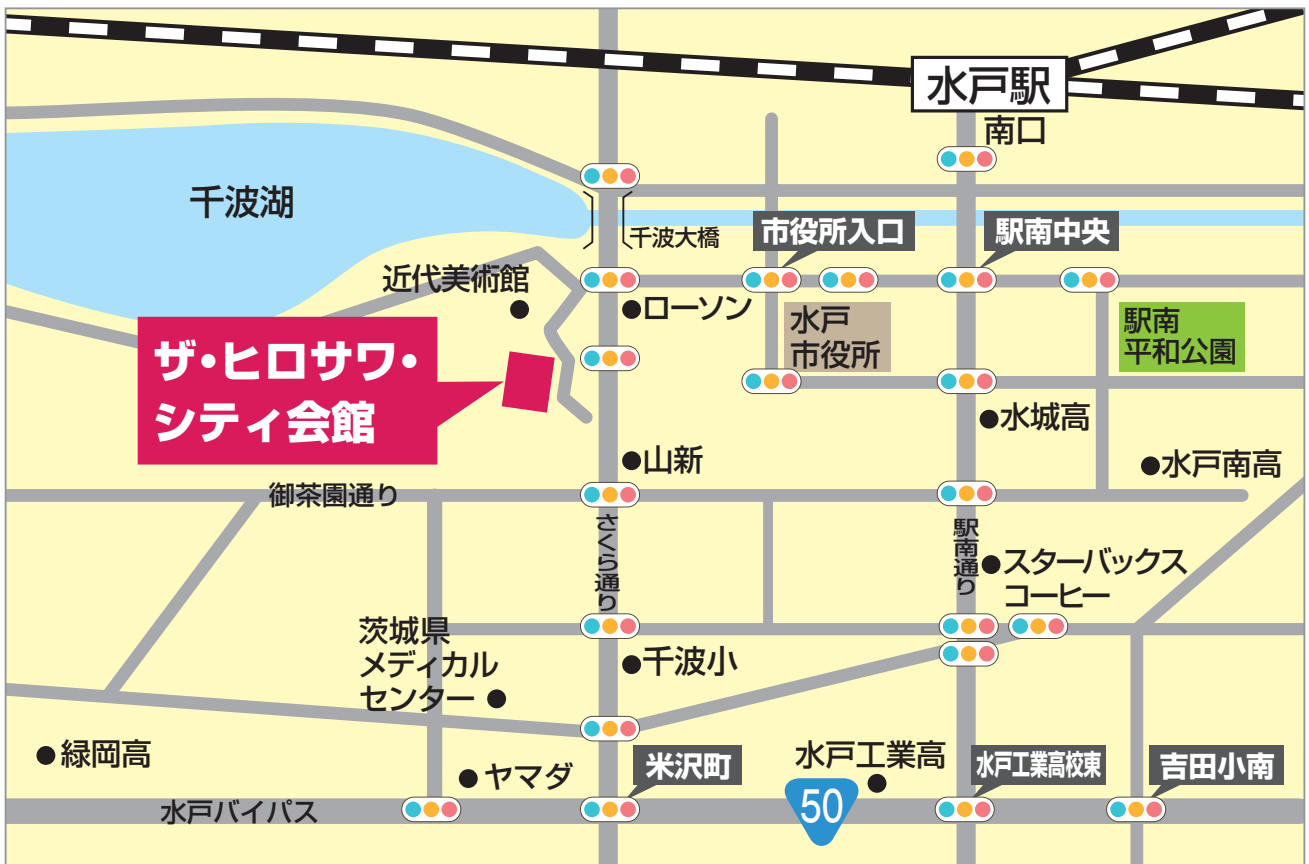 水戸駅
南口
千波湖
千波大橋
市役所入口
駅南中央
近代美術館
ローソン
水戸
市役所
駅南
平和公園
ザ・ヒロサワ・
シティ会館
水城高
山新
水戸南高
御茶園通り
さくら通り
駅南通り
スターバックス
コーヒー
茨城県
メディカル
センター
千波小
緑岡高
ヤマダ
米沢町
水戸工業高
水戸工業高校東
吉田小南
水戸バイパス
50